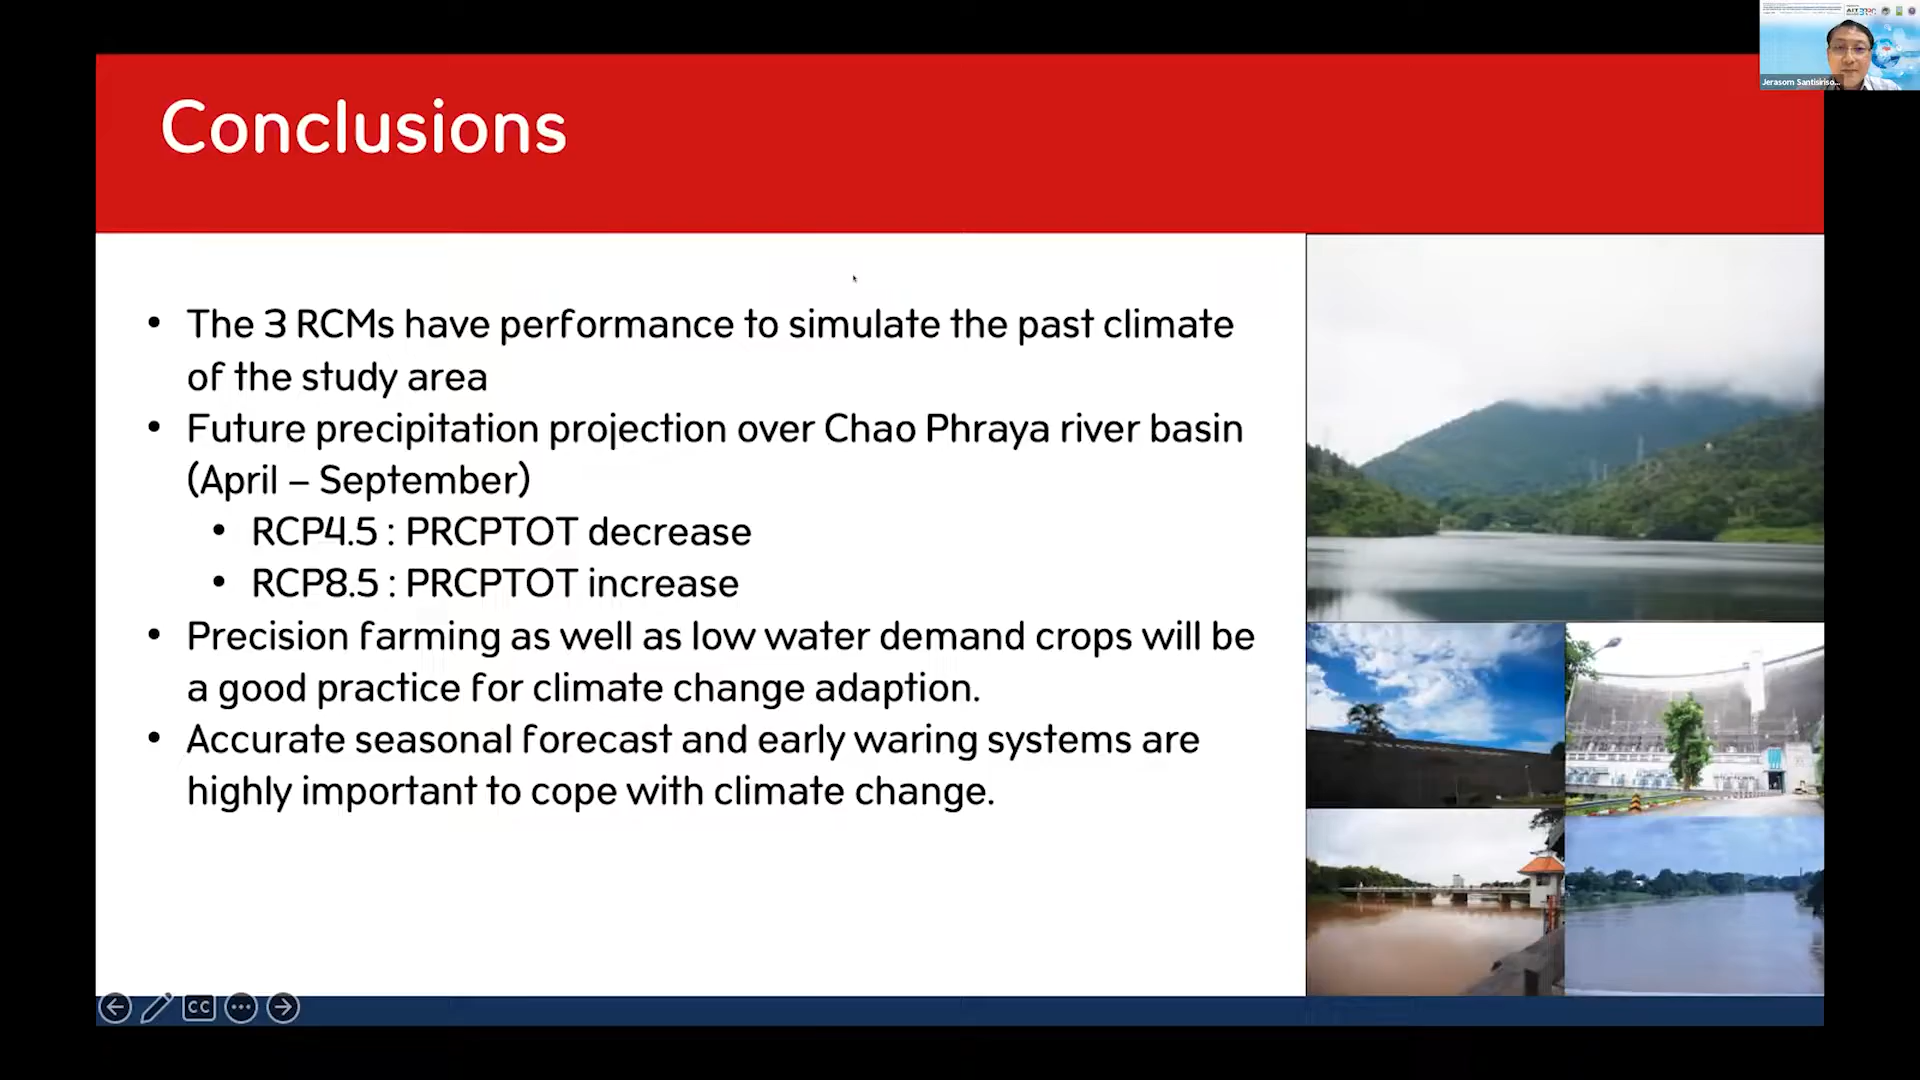 Conclusions
• The 3 RCMs have performance to simulate the past climate
of the study area
• Future precipitation projection over Chao Phraya river basin
(April – September)
• RCP4.5 : PRCPTOT decrease
• RCP8.5 : PRCPTOT increase
• Precision farming as well as low water demand crops will be
a good practice for climate change adaption.
• Accurate seasonal forecast and early waring systems are
highly important to cope with climate change.
Jerasorn Santisiriso...
CC